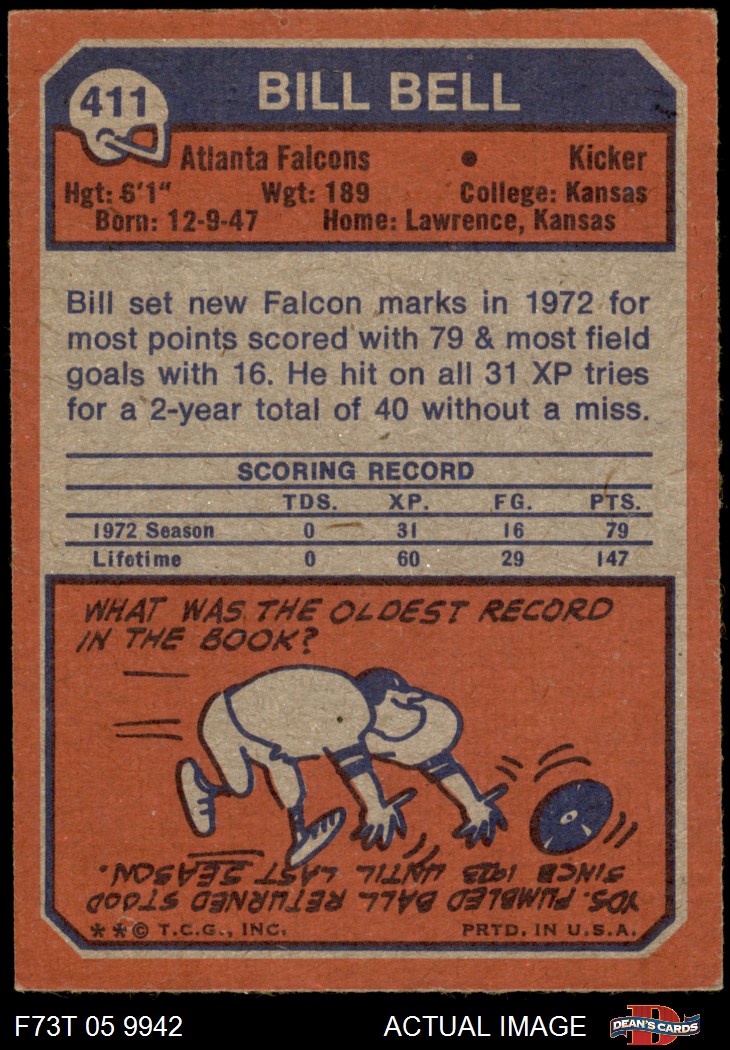 411
BILL BELL
Atlanta Falcons • Kicker
Hgt: 6'1" Wgt: 189 College: Kansas
Born: 12-9-47 Home: Lawrence, Kansas
Bill set new Falcon marks in 1972 for
most points scored with 79 & most field
goals with 16. He hit on all 31 XP tries
for a 2-year total of 40 without a miss.
SCORING RECORD
TDS. XP. FG. PTS.
1972 Season 0 31 16 79
Lifetime 0 60 29 147
WHAT WAS THE OLDEST RECORD
IN THE BOOK?
YDS. FUMBLED BALL RETURNED STOOD
SINCE 1923 UNTIL LAST SEASON.
**© T.C.G., INC. PRTD. IN U.S.A.
F73T 05 9942 ACTUAL IMAGE DEAN'S CARDS